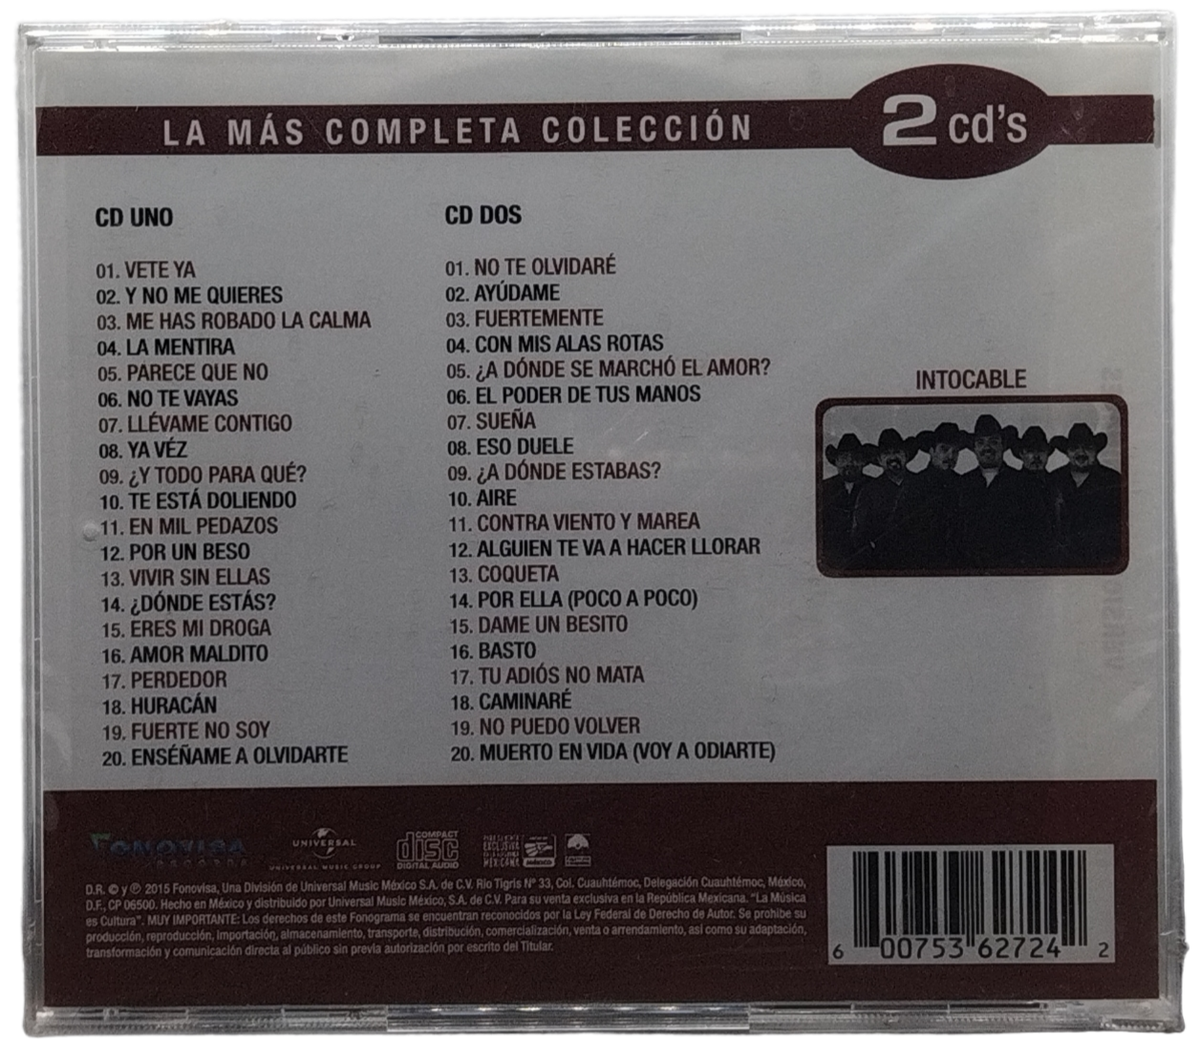 LA MÁS COMPLETA COLECCIÓN
2 cd's
CD UNO
01. VETE YA
02. Y NO ME QUIERES
03. ME HAS ROBADO LA CALMA
04. LA MENTIRA
05. PARECE QUE NO
06. NO TE VAYAS
07. LLÉVAME CONTIGO
08. YA VÉZ
09. ¿Y TODO PARA QUÉ?
10. TE ESTÁ DOLIENDO
11. EN MIL PEDAZOS
12. POR UN BESO
13. VIVIR SIN ELLAS
14. ¿DÓNDE ESTÁS?
15. ERES MI DROGA
16. AMOR MALDITO
17. PERDEDOR
18. HURACÁN
19. FUERTE NO SOY
20. ENSÉÑAME A OLVIDARTE
CD DOS
01. NO TE OLVIDARÉ
02. AYÚDAME
03. FUERTEMENTE
04. CON MIS ALAS ROTAS
05. ¿A DÓNDE SE MARCHÓ EL AMOR?
06. EL PODER DE TUS MANOS
07. SUEÑA
08. ESO DUELE
09. ¿A DÓNDE ESTABAS?
10. AIRE
11. CONTRA VIENTO Y MAREA
12. ALGUIEN TE VA A HACER LLORAR
13. COQUETA
14. POR ELLA (POCO A POCO)
15. DAME UN BESITO
16. BASTO
17. TU ADIÓS NO MATA
18. CAMINARÉ
19. NO PUEDO VOLVER
20. MUERTO EN VIDA (VOY A ODIARTE)
INTOCABLE
FONOVISA
RECORDS
UNIVERSAL
UNIVERSAL MUSIC GROUP
COMPACT
disc
DIGITAL AUDIO
D.R. © y ℗ 2015 Fonovisa, Una División de Universal Music México S.A. de C.V. Río Tigris Nº 33, Col. Cuauhtémoc, Delegación Cuauhtémoc, México,
D.F., CP 06500. Hecho en México y distribuido por Universal Music México, S.A. de C.V. Para su venta exclusiva en la República Mexicana. "La Música
es Cultura". MUY IMPORTANTE: Los derechos de este Fonograma se encuentran reconocidos por la Ley Federal de Derecho de Autor. Se prohibe su
producción, reproducción, importación, almacenamiento, transporte, distribución, comercialización, venta o arrendamiento, así como su adaptación,
transformación y comunicación directa al público sin previa autorización por escrito del Titular.
6 00753 62724 2